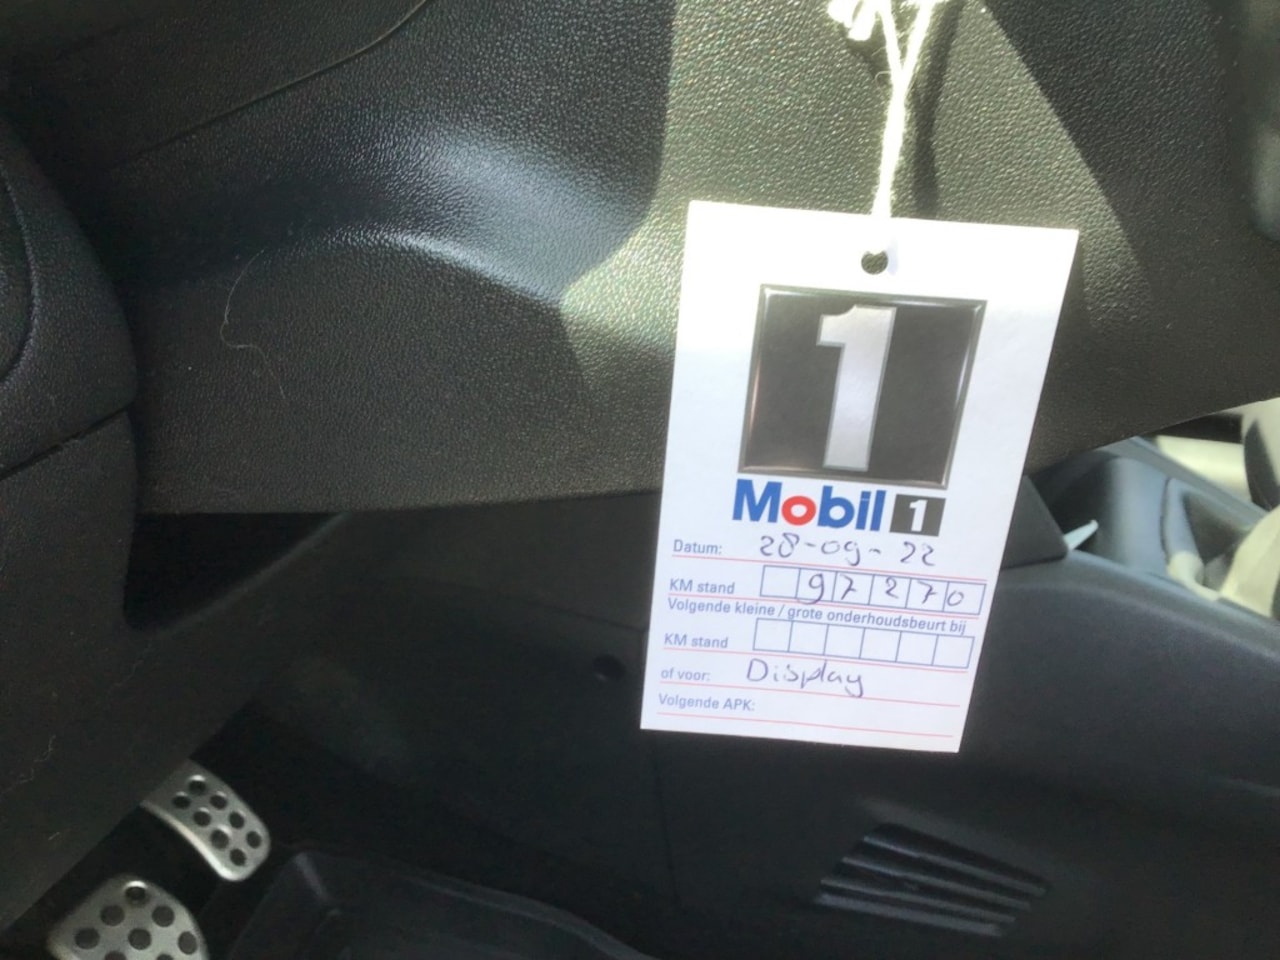 1
Mobil 1
Datum: 28-09-22
KM stand 97270
Volgende kleine / grote onderhoudsbeurt bij
KM stand
of voor: Display
Volgende APK: